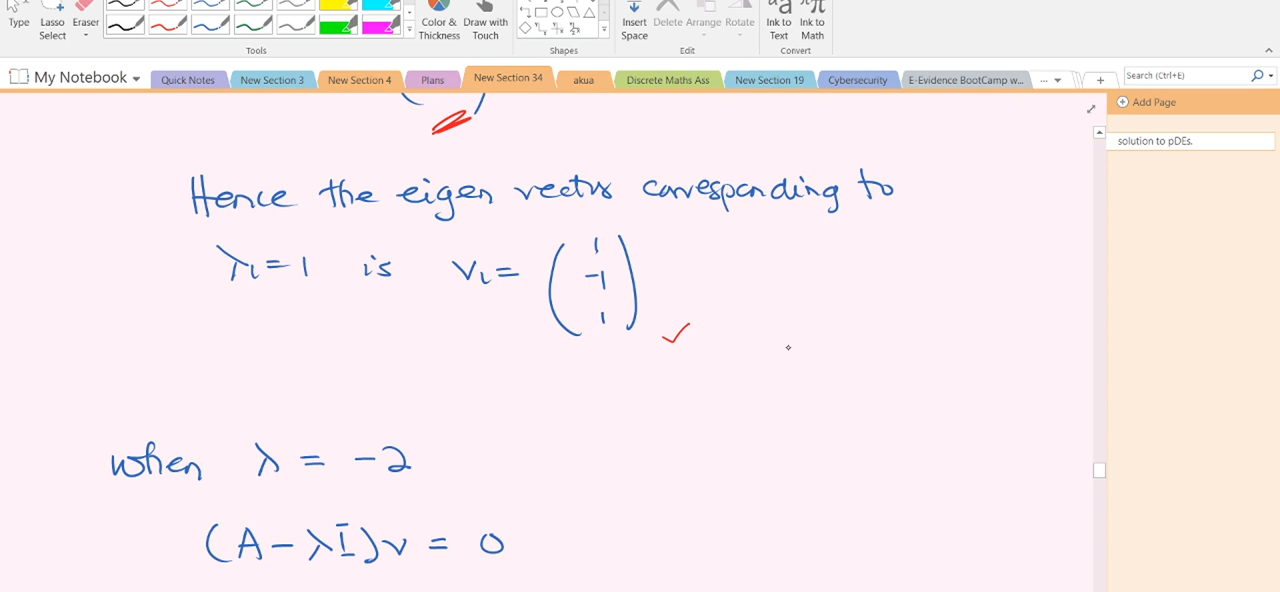 Type
Lasso Select
Eraser
Color & Thickness
Draw with Touch
Insert Space
Delete
Arrange
Rotate
Ink to Text
Ink to Math
Tools
Shapes
Edit
Convert
My Notebook
Quick Notes
New Section 3
New Section 4
Plans
New Section 34
akua
Discrete Maths Ass
New Section 19
Cybersecurity
E-Evidence BootCamp w...
...
Search (Ctrl+E)
Add Page
solution to pDEs.
Hence the eigen vector corresponding to
λ₁ = 1 is V₁ = ( 1
-1
1 )
when λ = -2
(A - λI)v = 0